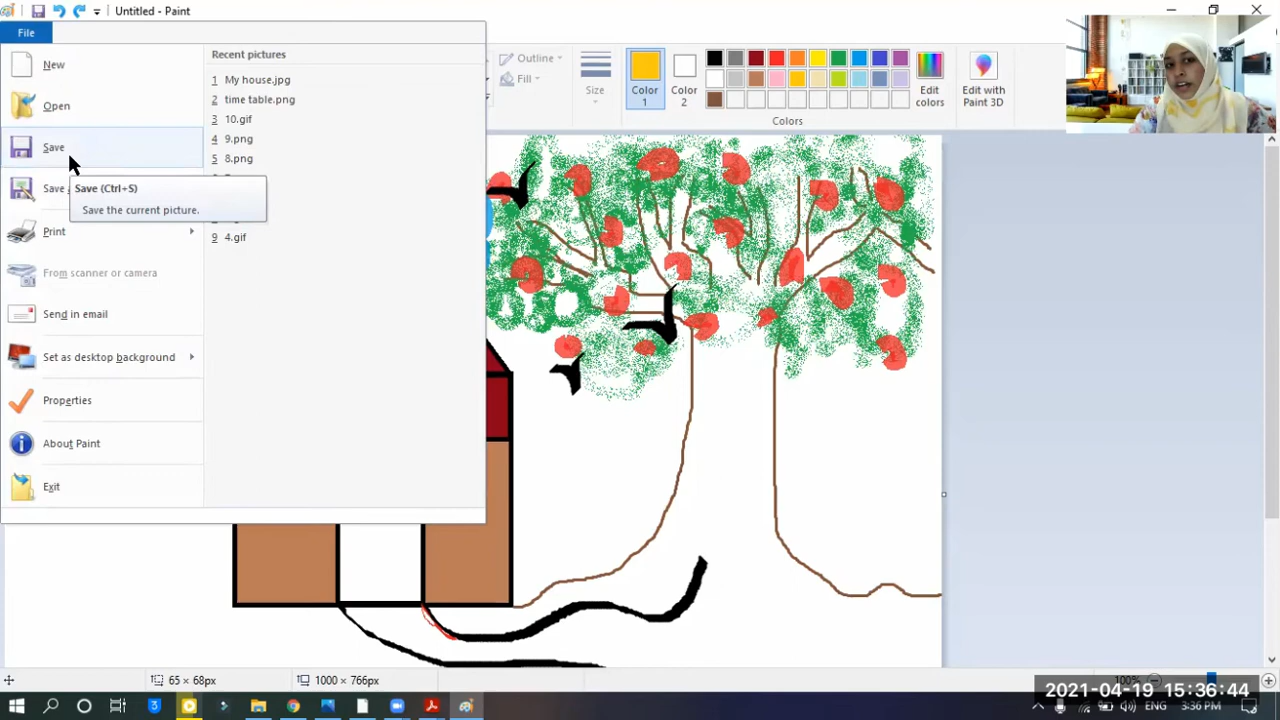 Untitled - Paint
File
New
Open
Save
Save
Print
From scanner or camera
Send in email
Set as desktop background
Properties
About Paint
Exit
Save (Ctrl+S)
Save the current picture.
Recent pictures
1 My house.jpg
2 time table.png
3 10.gif
4 9.png
5 8.png
9 4.gif
Outline
Fill
Size
Color 1
Color 2
Edit colors
Edit with Paint 3D
Colors
65 × 68px
1000 × 766px
100%
2021-04-19 15:36:44
ENG
3:36 PM